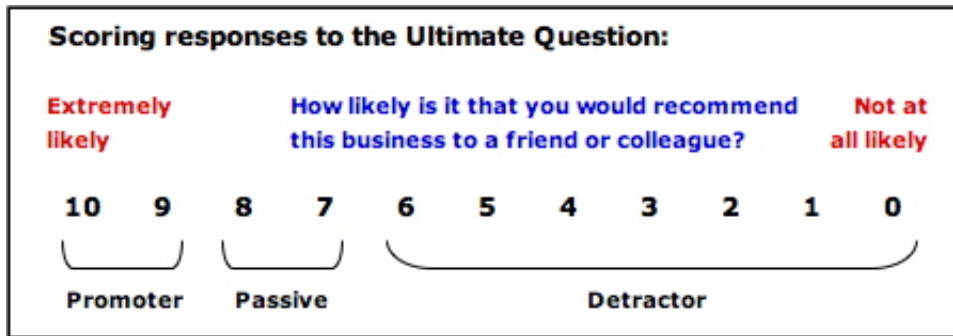 Scoring responses to the Ultimate Question:
Extremely likely
How likely is it that you would recommend
this business to a friend or colleague?
Not at
all likely
10 9 8 7 6 5 4 3 2 1 0
Promoter Passive Detractor